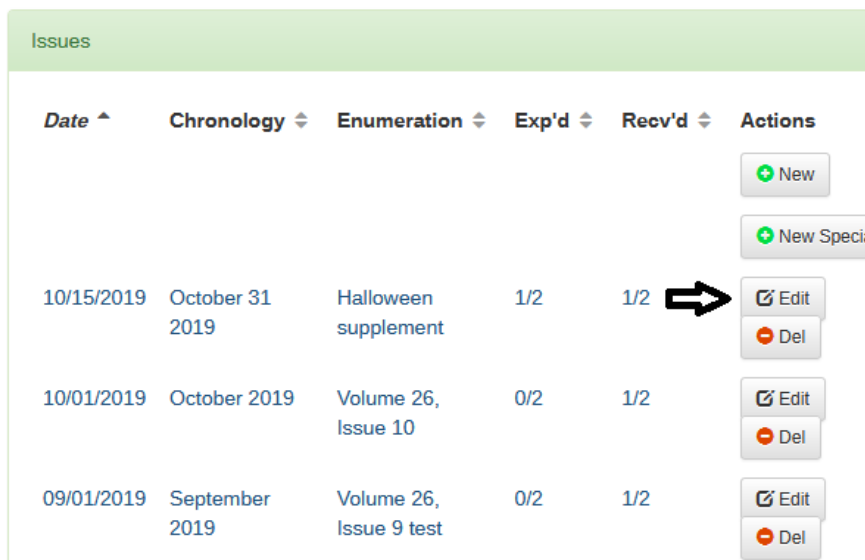 Issues
Date Chronology Enumeration Exp'd Recv'd Actions
New
New Specia
10/15/2019 October 31 Halloween 1/2 1/2 Edit
2019 supplement
Del
10/01/2019 October 2019 Volume 26, 0/2 1/2 Edit
Issue 10
Del
09/01/2019 September Volume 26, 0/2 1/2 Edit
2019 Issue 9 test
Del